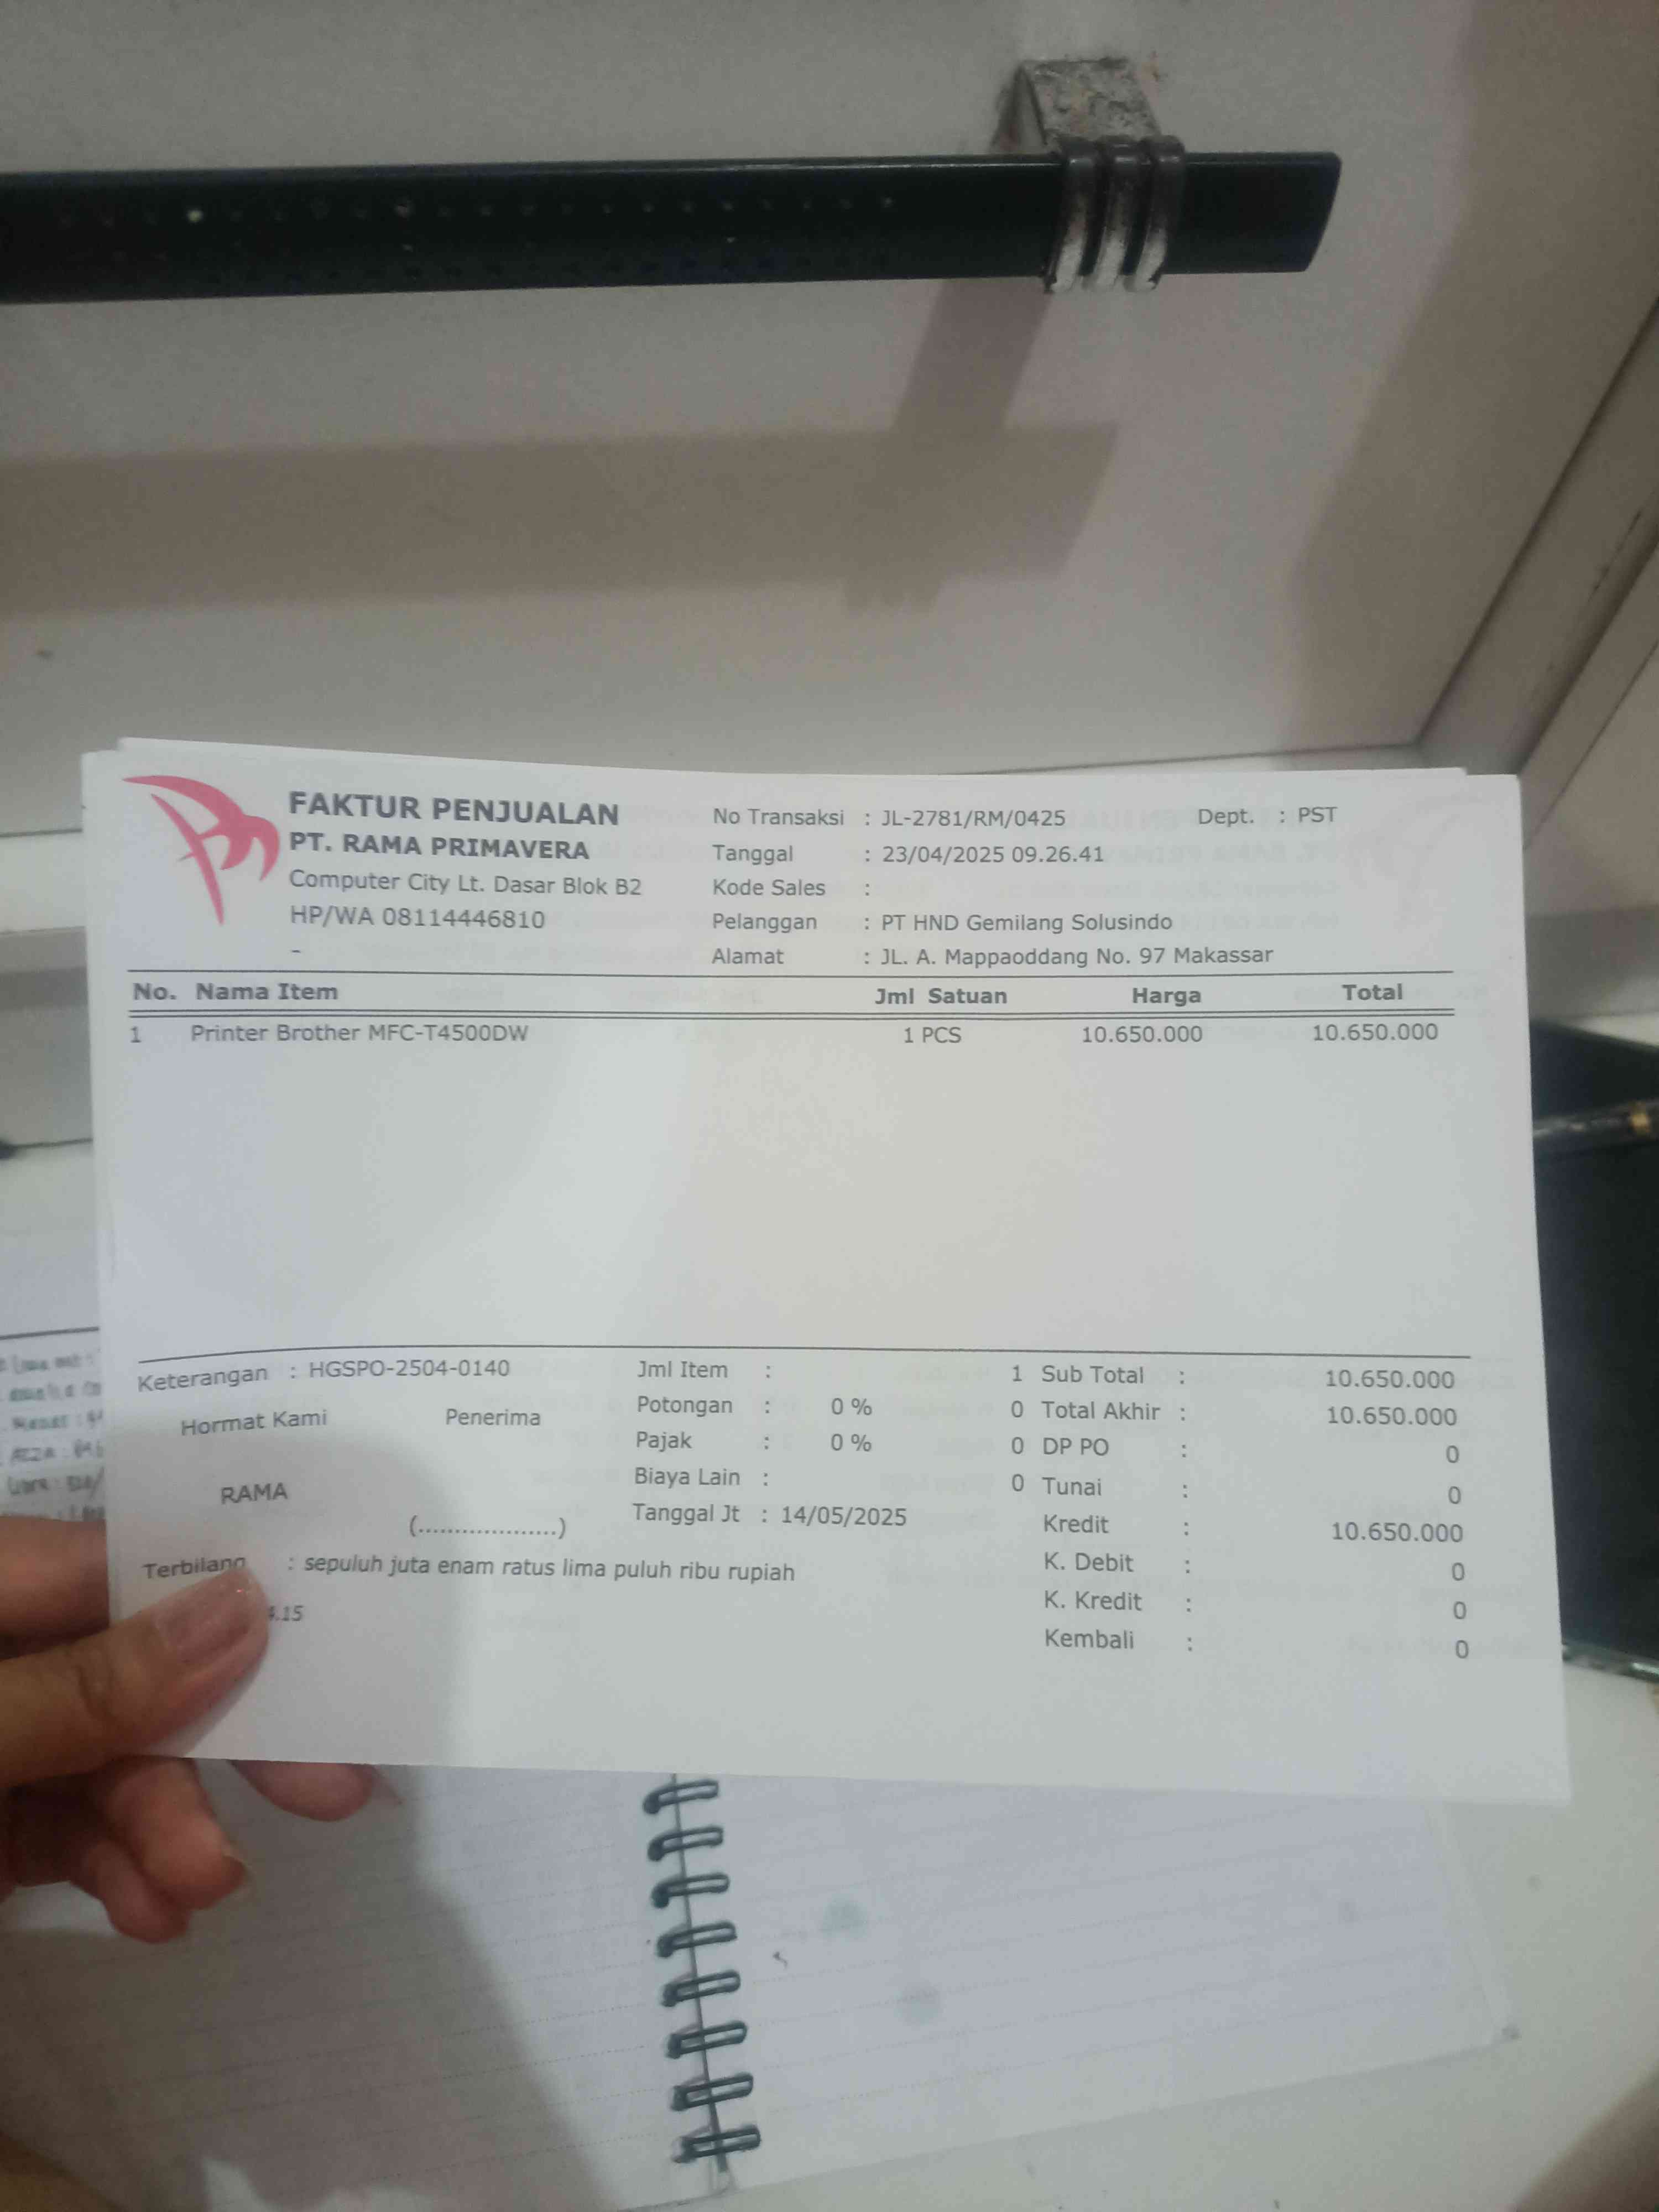 FAKTUR PENJUALAN
PT. RAMA PRIMAVERA
Computer City Lt. Dasar Blok B2
HP/WA 08114446810
-
No Transaksi : JL-2781/RM/0425 Dept. : PST
Tanggal : 23/04/2025 09.26.41
Kode Sales :
Pelanggan : PT HND Gemilang Solusindo
Alamat : JL. A. Mappaoddang No. 97 Makassar
No. Nama Item Jml Satuan Harga Total
1 Printer Brother MFC-T4500DW 1 PCS 10.650.000 10.650.000
Keterangan : HGSPO-2504-0140
Hormat Kami Penerima
RAMA
(...................)
Jml Item : 1
Potongan : 0 % 0
Pajak : 0 % 0
Biaya Lain : 0
Tanggal Jt : 14/05/2025
Sub Total : 10.650.000
Total Akhir : 10.650.000
DP PO : 0
Tunai : 0
Kredit : 10.650.000
K. Debit : 0
K. Kredit : 0
Kembali : 0
Terbilang : sepuluh juta enam ratus lima puluh ribu rupiah
.15